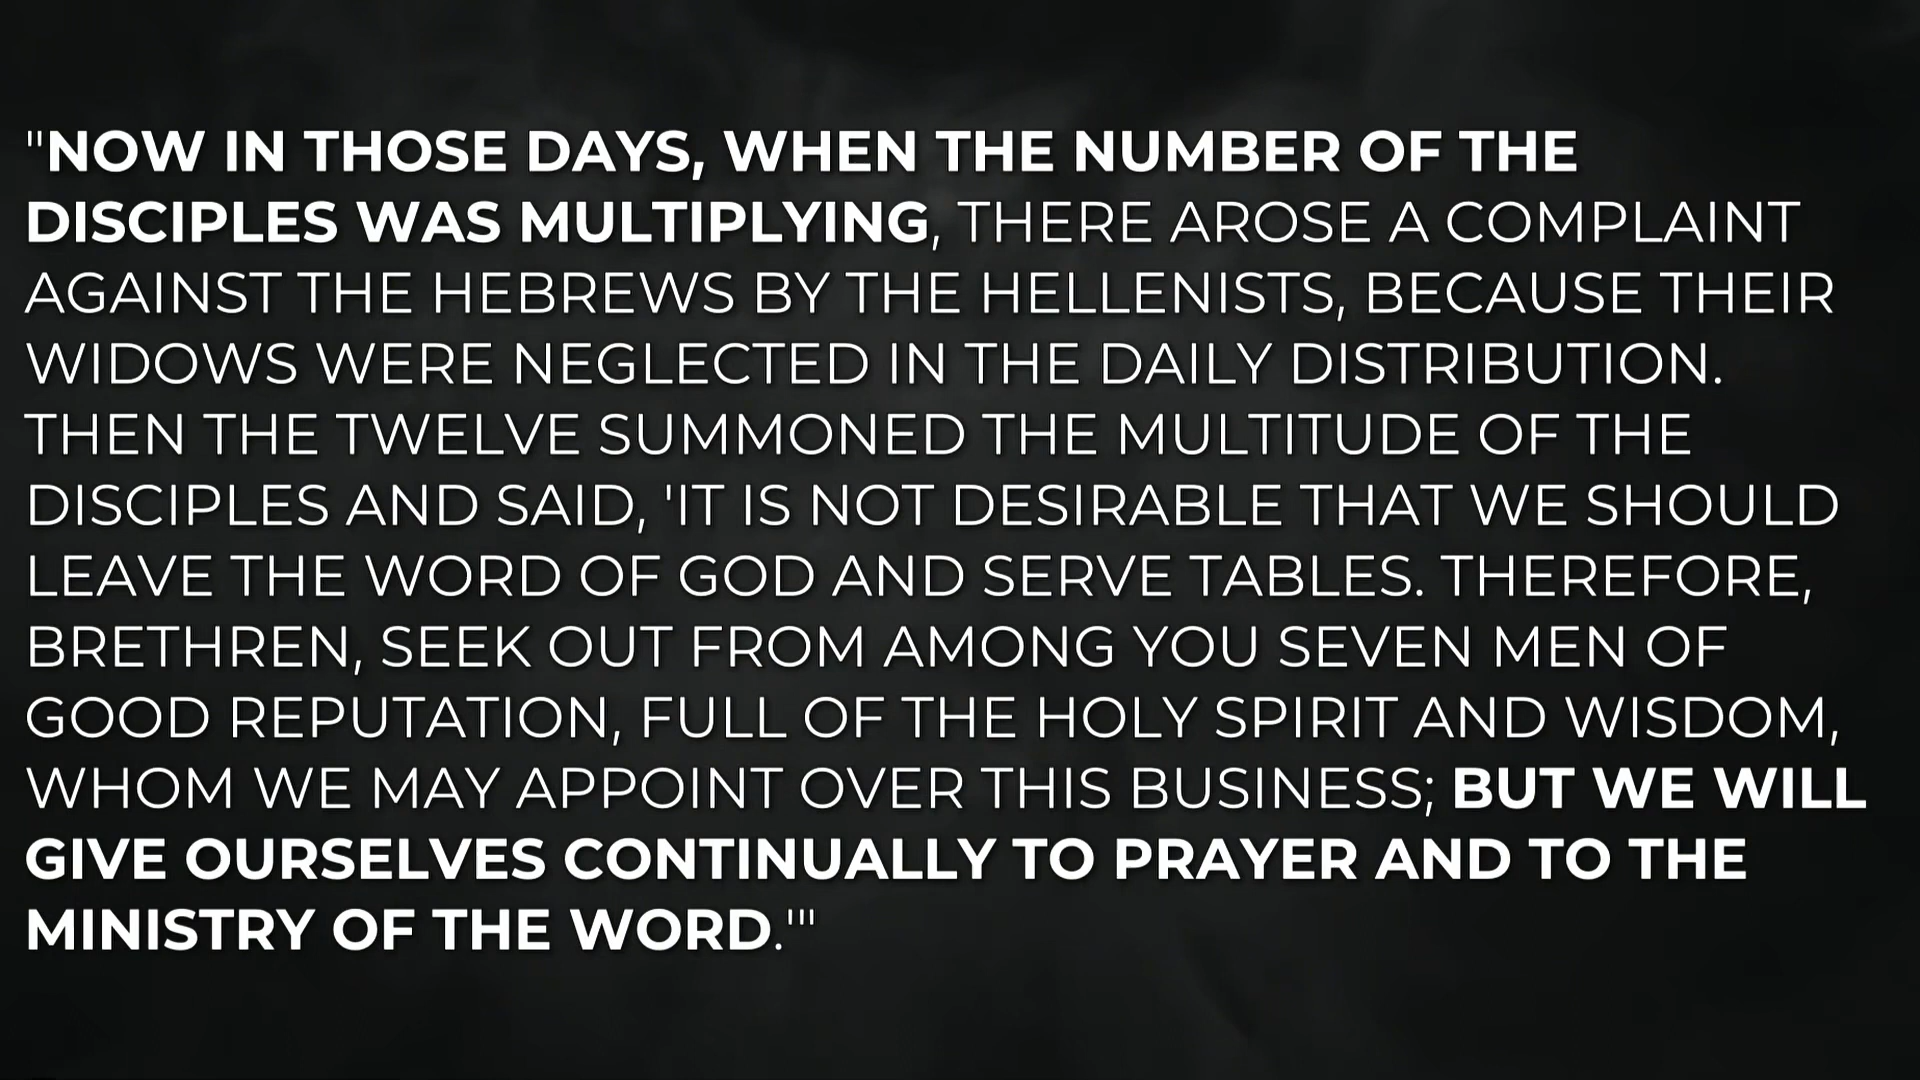 "NOW IN THOSE DAYS, WHEN THE NUMBER OF THE
DISCIPLES WAS MULTIPLYING, THERE AROSE A COMPLAINT
AGAINST THE HEBREWS BY THE HELLENISTS, BECAUSE THEIR
WIDOWS WERE NEGLECTED IN THE DAILY DISTRIBUTION.
THEN THE TWELVE SUMMONED THE MULTITUDE OF THE
DISCIPLES AND SAID, 'IT IS NOT DESIRABLE THAT WE SHOULD
LEAVE THE WORD OF GOD AND SERVE TABLES. THEREFORE,
BRETHREN, SEEK OUT FROM AMONG YOU SEVEN MEN OF
GOOD REPUTATION, FULL OF THE HOLY SPIRIT AND WISDOM,
WHOM WE MAY APPOINT OVER THIS BUSINESS; BUT WE WILL
GIVE OURSELVES CONTINUALLY TO PRAYER AND TO THE
MINISTRY OF THE WORD.'"